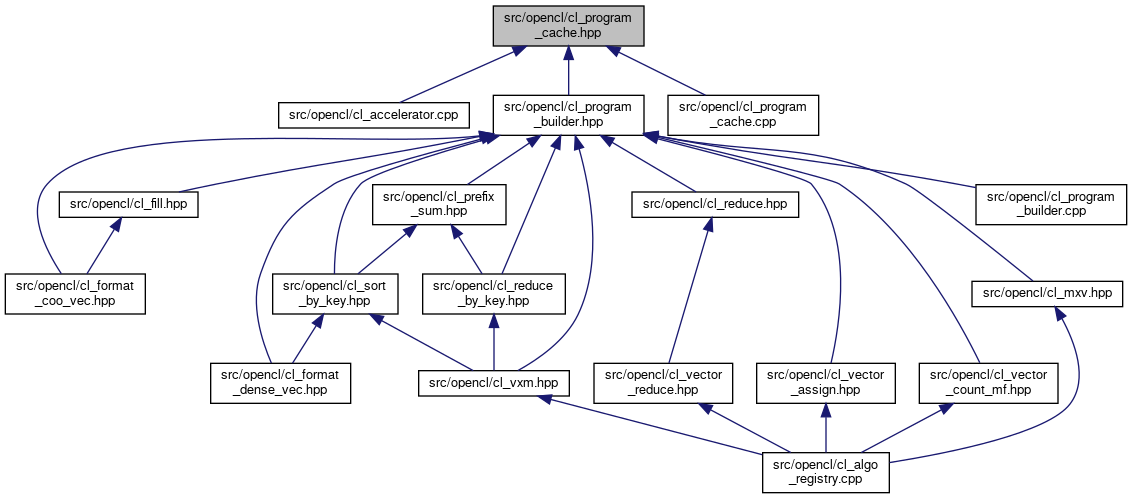 src/opencl/cl_program
_cache.hpp
src/opencl/cl_accelerator.cpp
src/opencl/cl_program
_builder.hpp
src/opencl/cl_program
_cache.cpp
src/opencl/cl_fill.hpp
src/opencl/cl_prefix
_sum.hpp
src/opencl/cl_reduce.hpp
src/opencl/cl_program
_builder.cpp
src/opencl/cl_format
_coo_vec.hpp
src/opencl/cl_sort
_by_key.hpp
src/opencl/cl_reduce
_by_key.hpp
src/opencl/cl_mxv.hpp
src/opencl/cl_format
_dense_vec.hpp
src/opencl/cl_vxm.hpp
src/opencl/cl_vector
_reduce.hpp
src/opencl/cl_vector
_assign.hpp
src/opencl/cl_vector
_count_mf.hpp
src/opencl/cl_algo
_registry.cpp